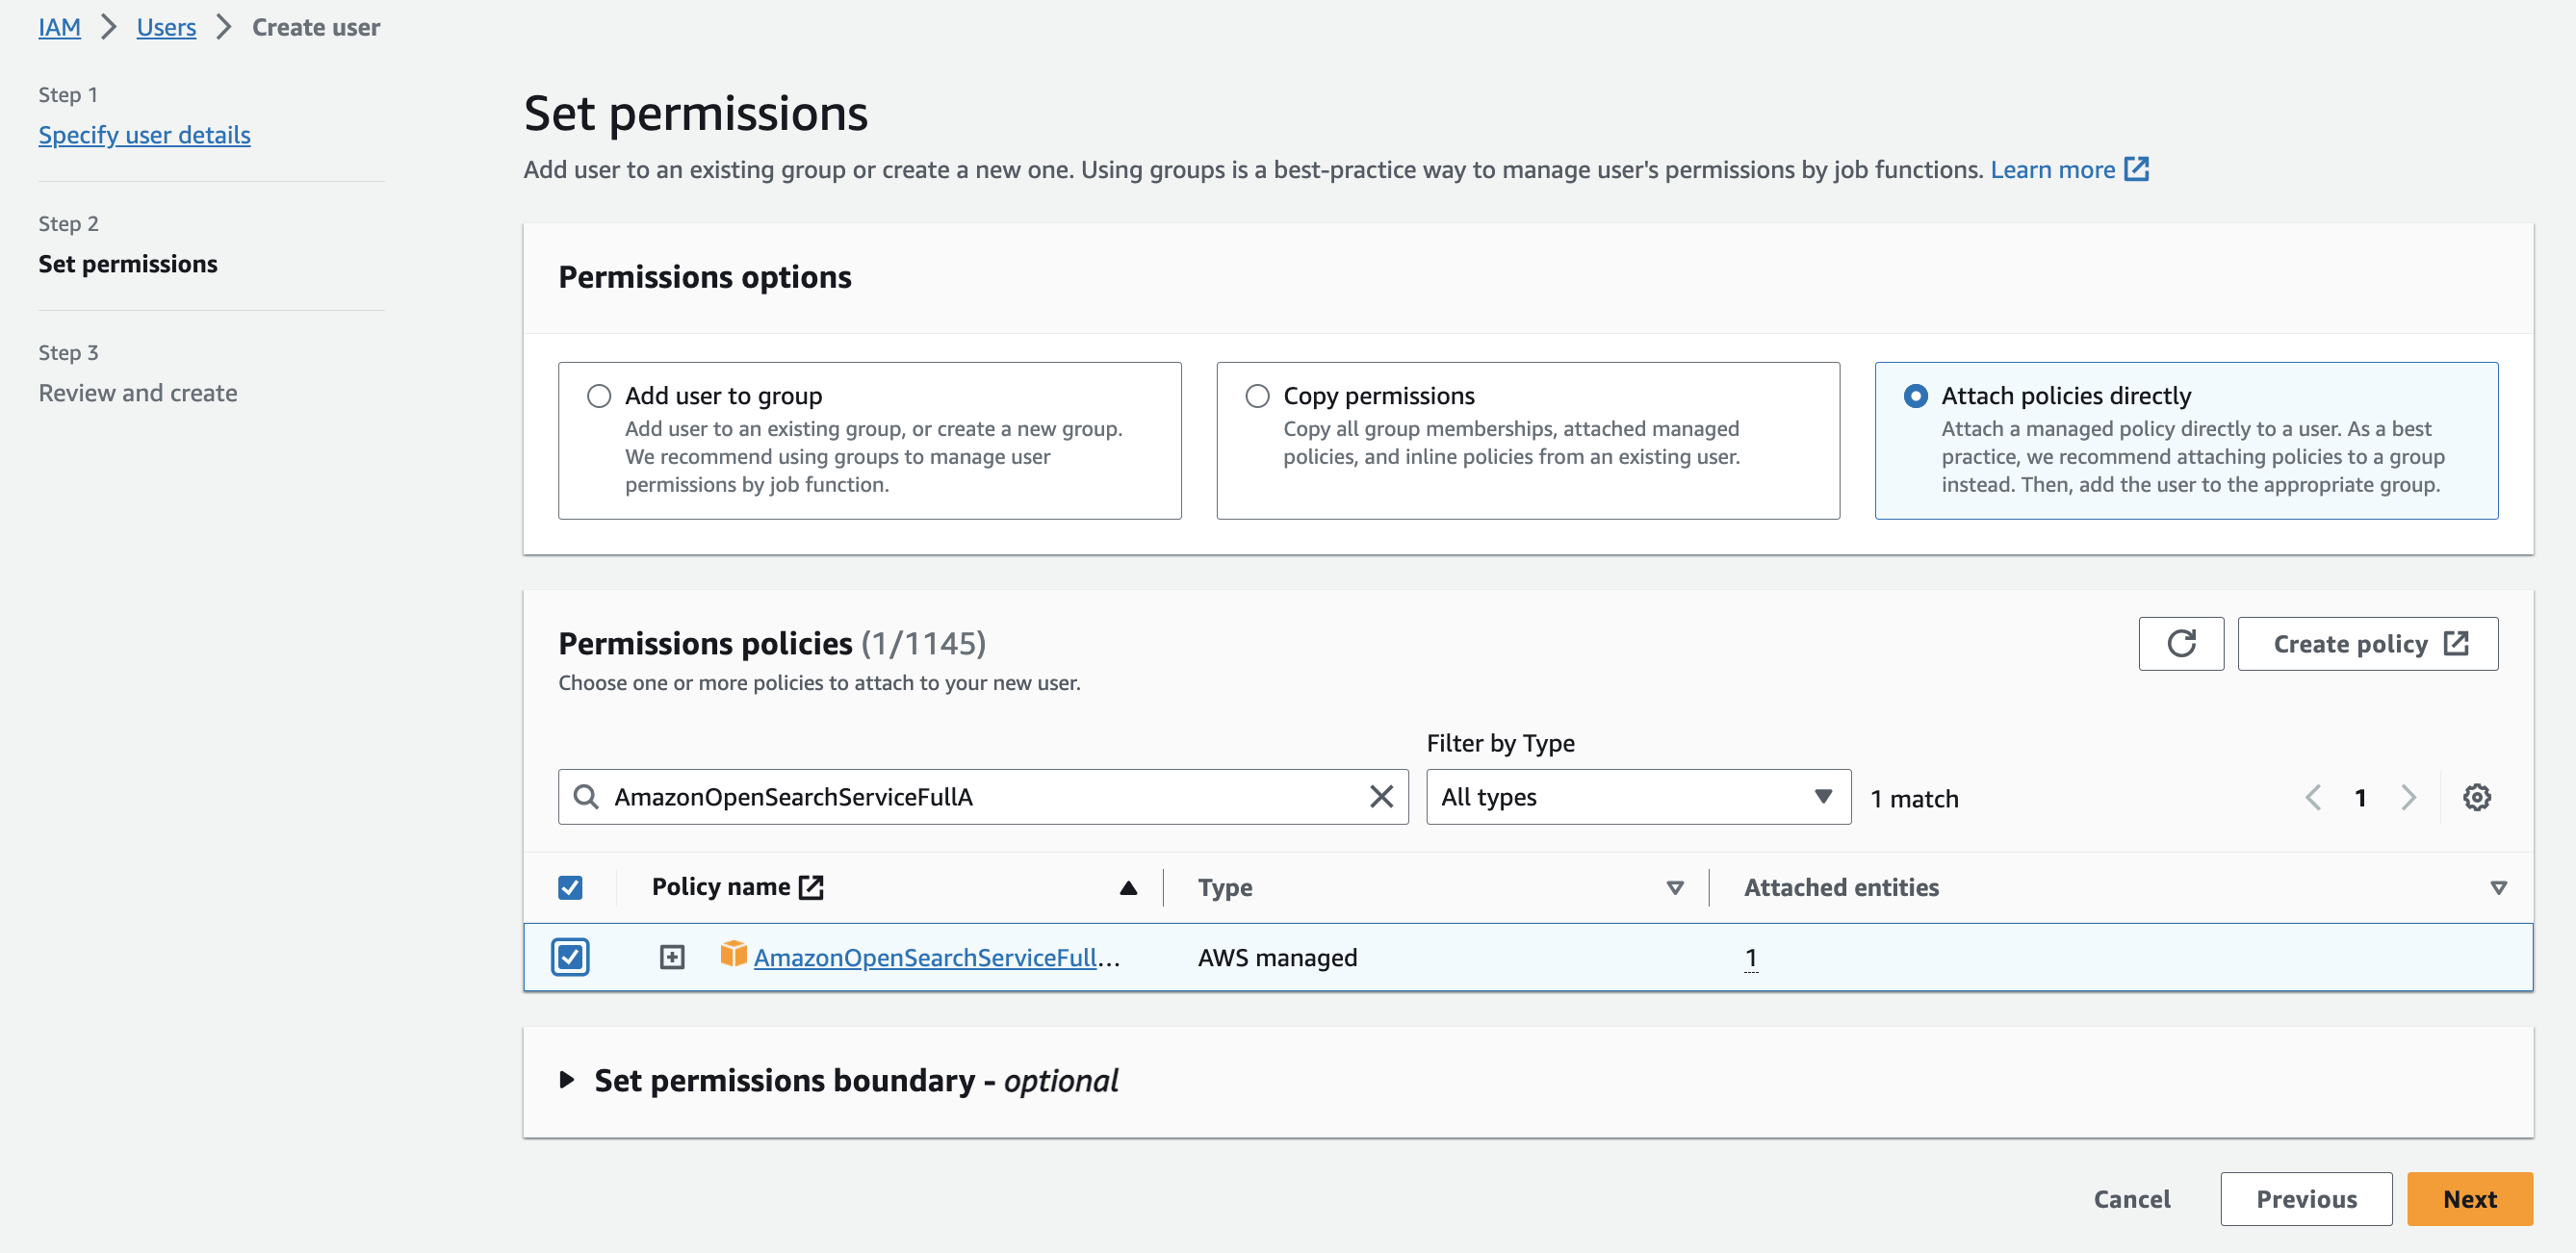 IAM > Users > Create user
Step 1
Specify user details
Step 2
Set permissions
Step 3
Review and create
Set permissions
Add user to an existing group or create a new one. Using groups is a best-practice way to manage user's permissions by job functions. Learn more
Permissions options
Add user to group
Add user to an existing group, or create a new group.
We recommend using groups to manage user
permissions by job function.
Copy permissions
Copy all group memberships, attached managed
policies, and inline policies from an existing user.
Attach policies directly
Attach a managed policy directly to a user. As a best
practice, we recommend attaching policies to a group
instead. Then, add the user to the appropriate group.
Permissions policies (1/1145)
Choose one or more policies to attach to your new user.
Create policy
Filter by Type
AmazonOpenSearchServiceFullA
All types
1 match
1
Policy name Type Attached entities
AmazonOpenSearchServiceFull... AWS managed 1
Set permissions boundary - optional
Cancel Previous Next